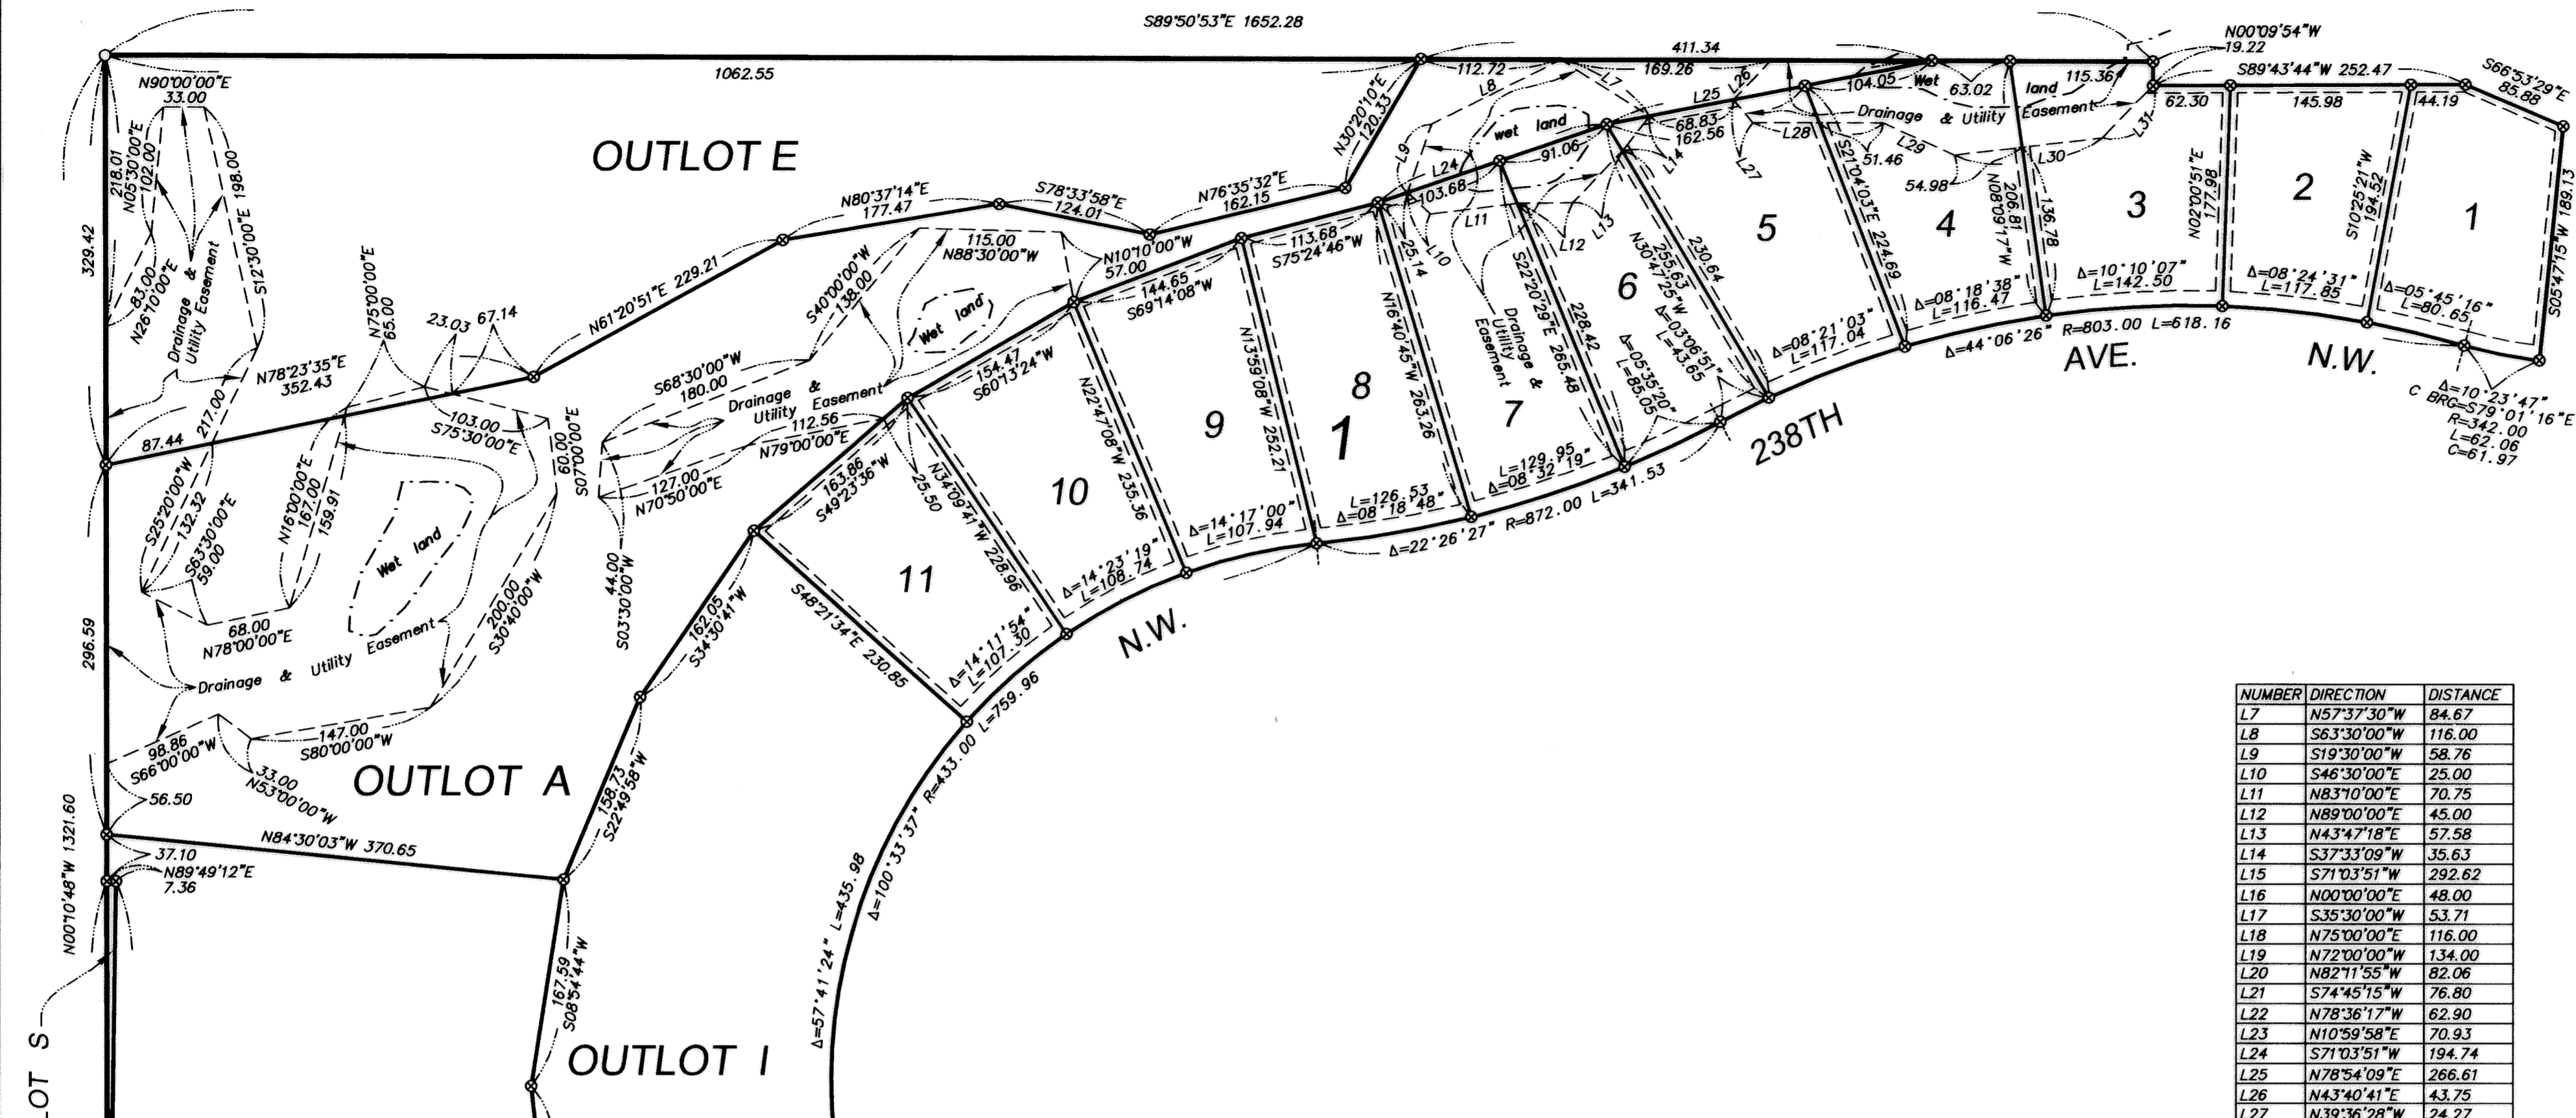 S89°50'53"E 1652.28
1062.55
411.34
112.72
169.26
L7
L8
L26
L25
104.05
Wet
land
63.02
115.36
N00°09'54"W
19.22
S89°43'44"W 252.47
62.30
145.98
44.19
S66°53'29"E
85.88
N90°00'00"E
33.00
218.01
N05°30'00"E
102.00
S12°30'00"E 198.00
83.00
N26°10'00"E
Drainage &
Utility Easement
329.42
OUTLOT E
N30°20'10"E
120.33
N80°37'14"E
177.47
S78°33'58"E
124.01
N76°35'32"E
162.15
N61°20'51"E 229.21
115.00
N88°30'00"W
N10°10'00"W
57.00
S40°00'00"W
138.00
Wet land
wet land
L9
L24
103.68
91.06
68.83
162.56
L14
L27
L28
Drainage & Utility Easement
51.46
L29
L30
L31
54.98
L11
L10
L12
L13
25.14
113.68
S75°24'46"W
144.65
S69°14'08"W
154.47
S60°13'24"W
163.86
S49°23'36"W
N75°00'00"E
65.00
23.03
67.14
N78°23'35"E
352.43
217.00
87.44
103.00
S75°30'00"E
S07°00'00"E
60.00
S68°30'00"W
180.00
Drainage &
Utility Easement
112.56
N79°00'00"E
127.00
N70°50'00"E
25.50
44.00
S03°30'00"W
S25°20'00"W
132.32
S63°30'00"E
59.00
N16°00'00"E
167.00
159.91
Wet land
68.00
N78°00'00"E
200.00
S30°40'00"W
Drainage & Utility Easement
296.59
98.86
S66°00'00"W
33.00
N53°00'00"W
147.00
S80°00'00"W
56.50
OUTLOT A
N84°30'03"W 370.65
37.10
N89°49'12"E
7.36
N00°10'48"W 1321.60
162.05
S34°30'41"W
158.73
S22°49'58"W
167.59
S08°54'44"W
OUTLOT I
LOT S
11
S48°21'34"E 230.85
N34°09'41"W 228.96
Δ=14°11'54"
L=107.30
10
N22°47'08"W 235.36
Δ=14°23'19"
L=108.74
9
N13°59'08"W 252.21
Δ=14°17'00"
L=107.94
8
1
N16°40'45"W 263.26
L=126.53
Δ=08°18'48"
7
Drainage &
Utility
Easement
S22°20'29"E 265.48
228.42
L=129.95
Δ=08°32'19"
6
N30°47'25"W
255.63
230.64
Δ=03°06'51"
L=43.65
Δ=05°35'20"
L=85.05
5
S21°04'03"E 224.69
Δ=08°21'03"
L=117.04
4
N08°09'17"W
206.81
136.78
Δ=08°18'38"
L=116.47
3
N02°00'51"E
177.98
Δ=10°10'07"
L=142.50
2
S10°25'21"W
194.52
Δ=08°24'31"
L=117.85
1
S05°47'15"W 189.13
Δ=05°45'16"
L=80.65
Δ=44°06'26" R=803.00 L=618.16
Δ=22°26'27" R=872.00 L=341.53
N.W.
238TH
AVE.
N.W.
Δ=10°23'47"
C BRG=S79°01'16"E
R=342.00
L=62.06
C=61.97
Δ=100°33'37" R=433.00 L=759.96
Δ=57°41'24" L=435.98
NUMBER DIRECTION DISTANCE
L7 N57°37'30"W 84.67
L8 S63°30'00"W 116.00
L9 S19°30'00"W 58.76
L10 S46°30'00"E 25.00
L11 N83°10'00"E 70.75
L12 N89°00'00"E 45.00
L13 N43°47'18"E 57.58
L14 S37°33'09"W 35.63
L15 S71°03'51"W 292.62
L16 N00°00'00"E 48.00
L17 S35°30'00"W 53.71
L18 N75°00'00"E 116.00
L19 N72°00'00"W 134.00
L20 N82°11'55"W 82.06
L21 S74°45'15"W 76.80
L22 N78°36'17"W 62.90
L23 N10°59'58"E 70.93
L24 S71°03'51"W 194.74
L25 N78°54'09"E 266.61
L26 N43°40'41"E 43.75
L27 N39°36'28"W 24.27